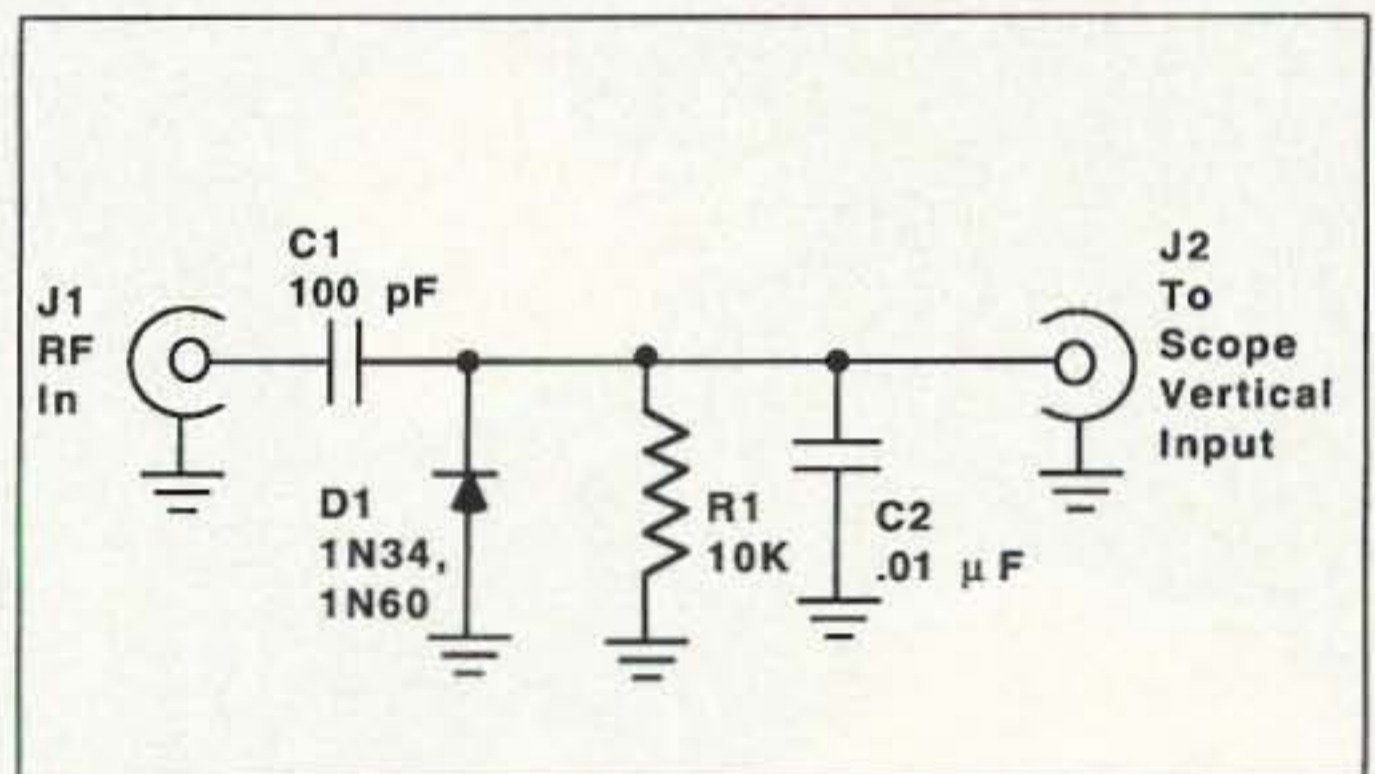 J1
RF
In
C1
100 pF
D1
1N34,
1N60
R1
10K
C2
.01 μF
J2
To
Scope
Vertical
Input